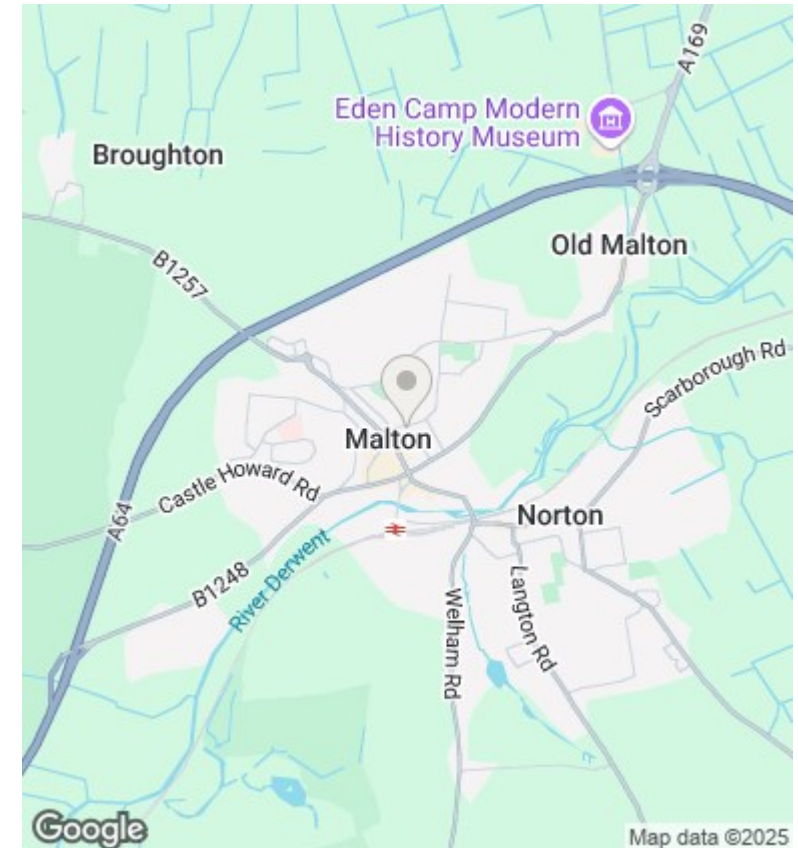 A169
Eden Camp Modern
History Museum
Broughton
Old Malton
B1257
Scarborough Rd
Malton
Castle Howard Rd
Norton
A64
River Derwent
B1248
Langton Rd
Welham Rd
Google
Map data ©2025